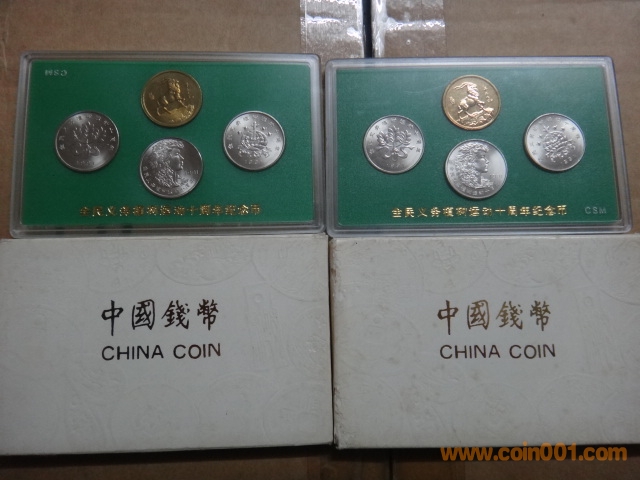 CSM
全民义务植树运动十周年纪念币
全民义务植树运动十周年紀念币
CSM
中國錢幣
CHINA COIN
中國錢幣
CHINA COIN
www.coin001.com